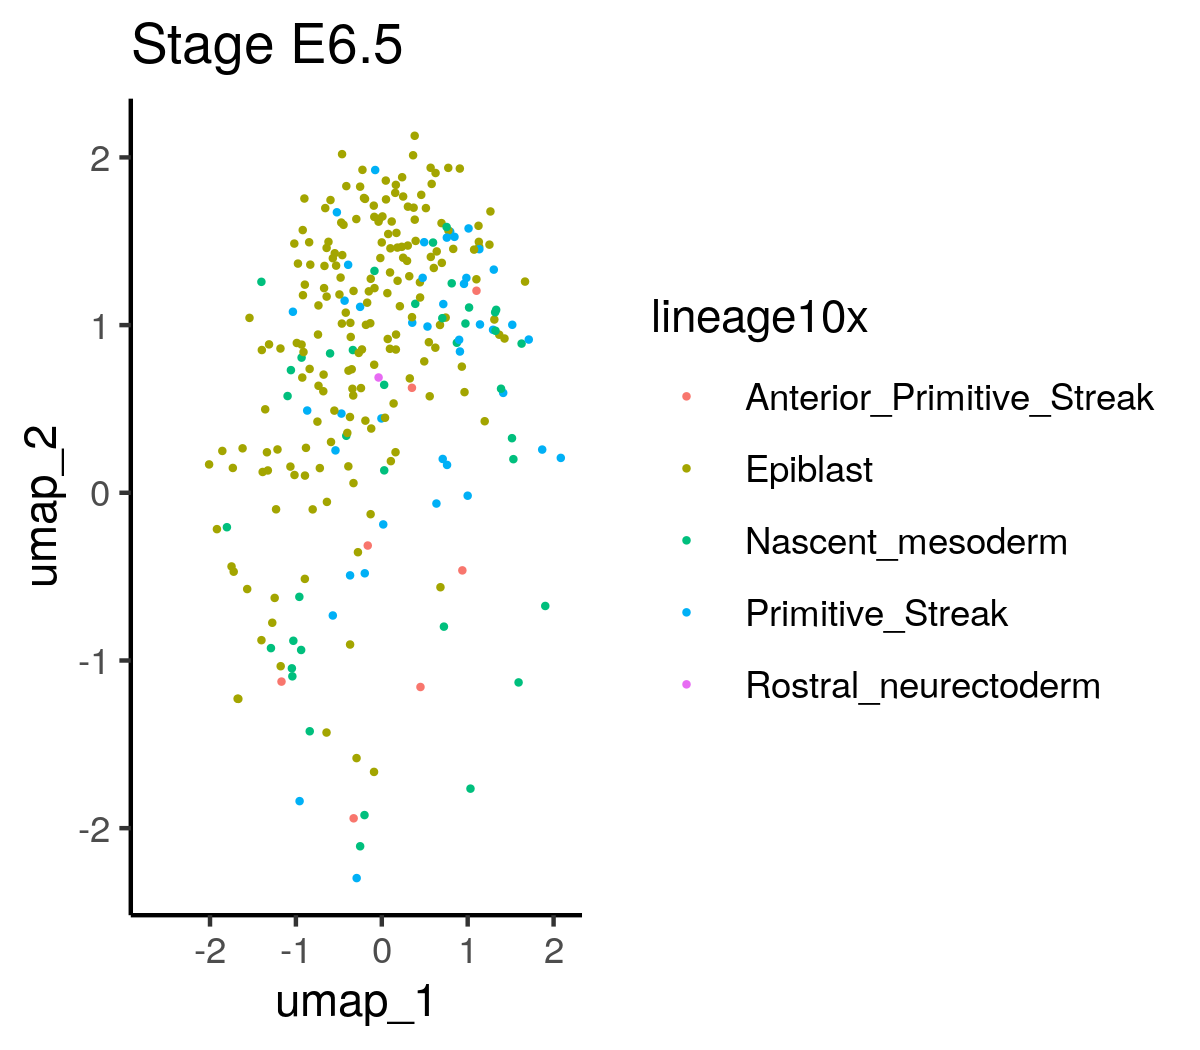 Stage E6.5
umap_2
2
1
0
-1
-2
-2 -1 0 1 2
umap_1
lineage10x
Anterior_Primitive_Streak
Epiblast
Nascent_mesoderm
Primitive_Streak
Rostral_neurectoderm